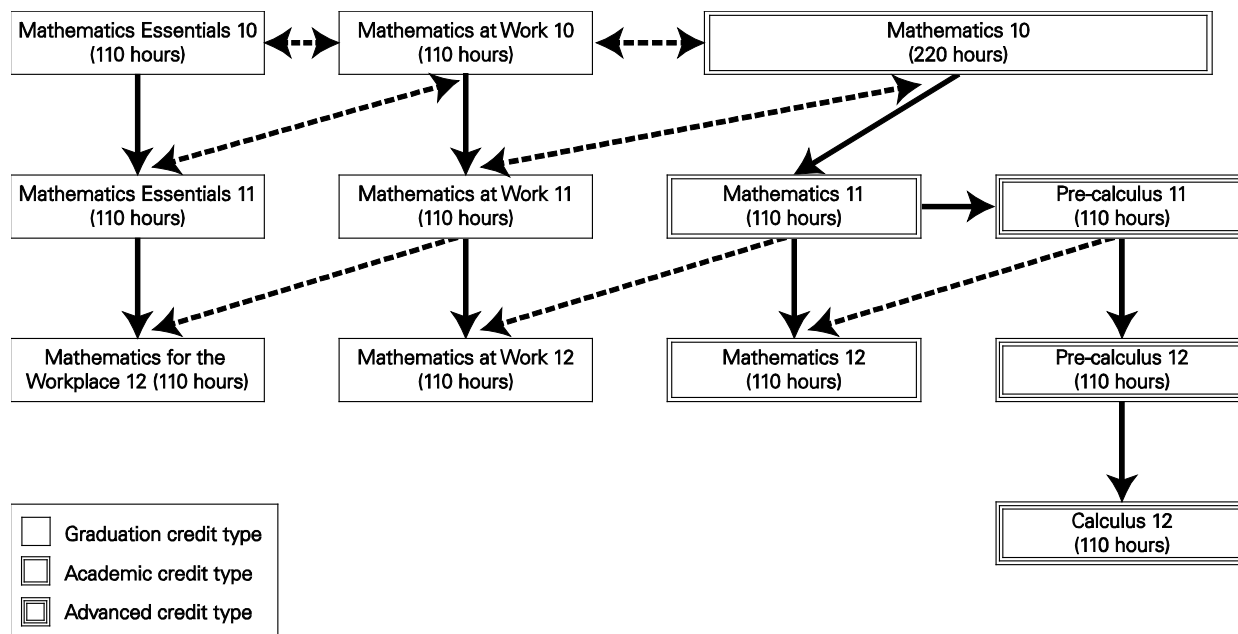 Mathematics Essentials 10
(110 hours)
Mathematics at Work 10
(110 hours)
Mathematics 10
(220 hours)
Mathematics Essentials 11
(110 hours)
Mathematics at Work 11
(110 hours)
Mathematics 11
(110 hours)
Pre-calculus 11
(110 hours)
Mathematics for the
Workplace 12 (110 hours)
Mathematics at Work 12
(110 hours)
Mathematics 12
(110 hours)
Pre-calculus 12
(110 hours)
Calculus 12
(110 hours)
Graduation credit type
Academic credit type
Advanced credit type